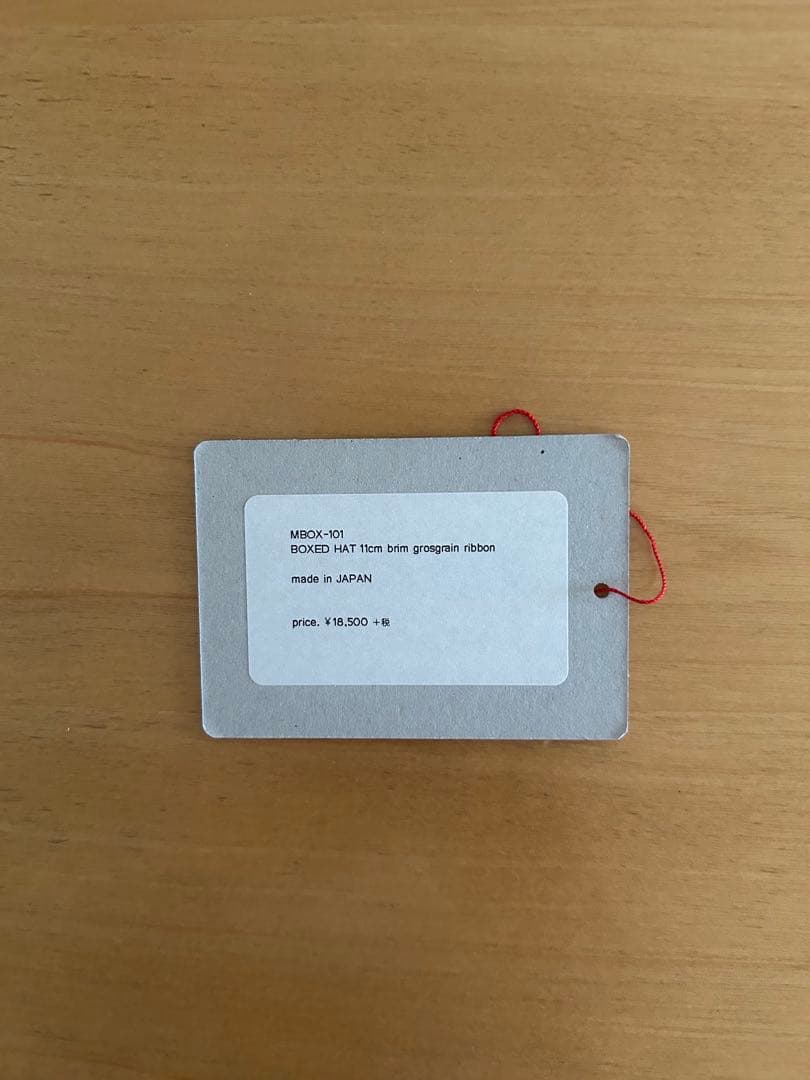 MBOX-101
BOXED HAT 11cm brim grosgrain ribbon
made in JAPAN
price. ¥18,500 +税